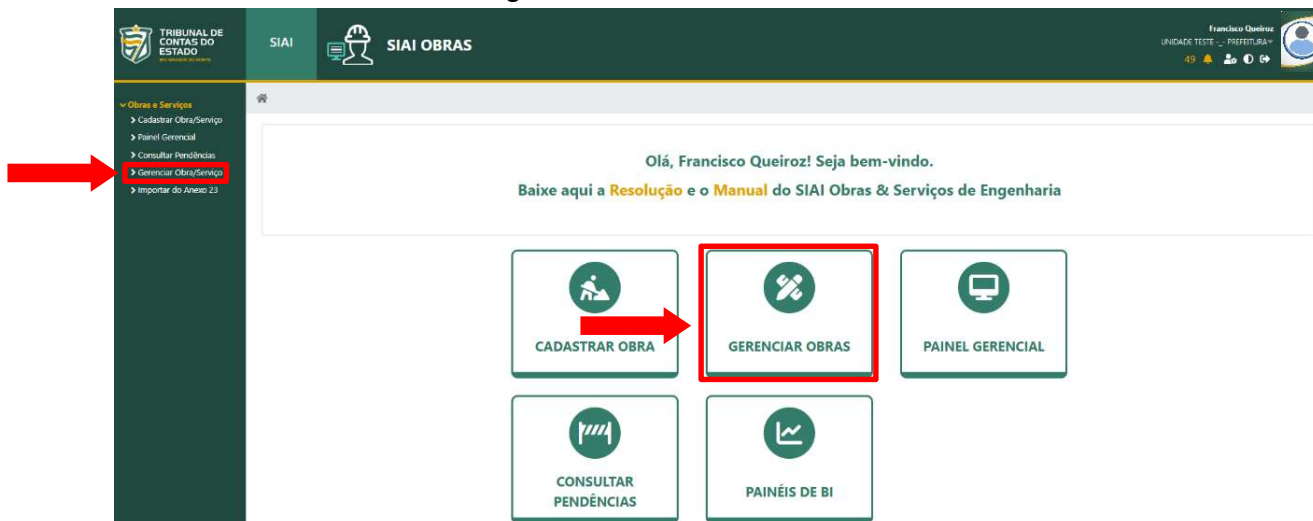 TRIBUNAL DE
CONTAS DO
ESTADO
SIAI
SIAI OBRAS
Francisco Queiroz
UNIDADE TESTE - _ - PREFEITURA
49
Obras e Serviços
Cadastrar Obra/Serviço
Painel Gerencial
Consultar Pendências
Gerenciar Obra/Serviço
Importar do Anexo 23
Olá, Francisco Queiroz! Seja bem-vindo.
Baixe aqui a Resolução e o Manual do SIAI Obras & Serviços de Engenharia
CADASTRAR OBRA
GERENCIAR OBRAS
PAINEL GERENCIAL
CONSULTAR
PENDÊNCIAS
PAINÉIS DE BI